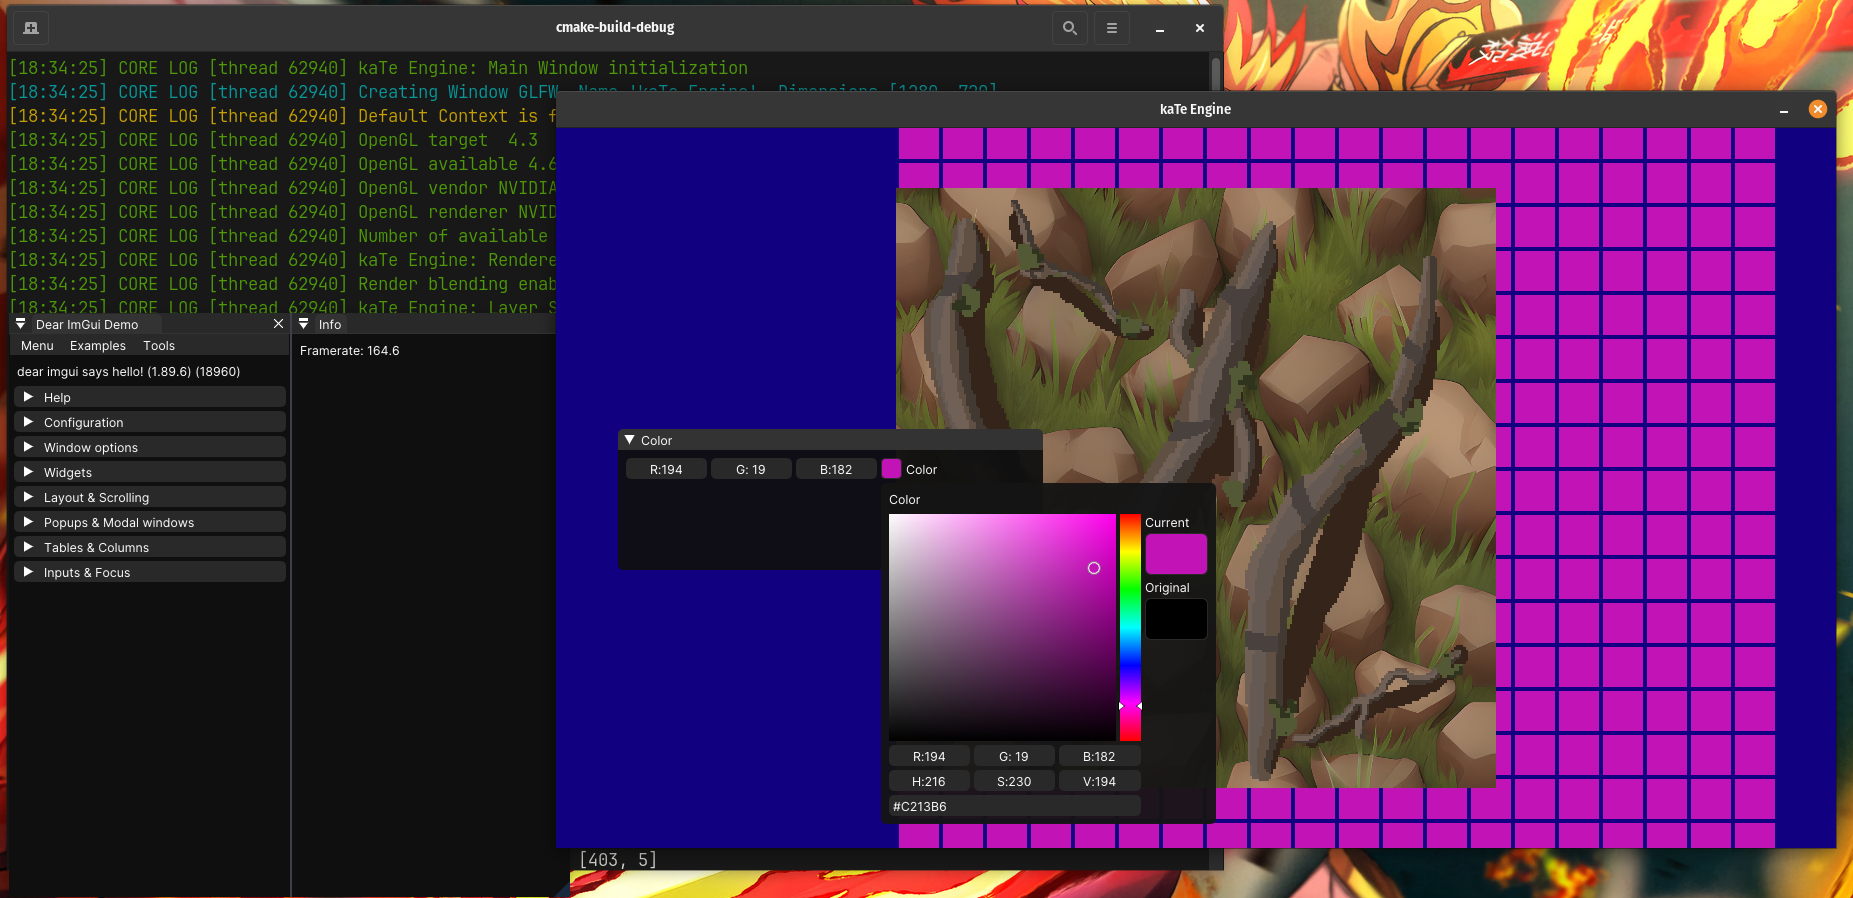 cmake-build-debug
[18:34:25] CORE LOG [thread 62940] kaTe Engine: Main Window initialization
[18:34:25] CORE LOG [thread 62940] Creating Window GLFW. Name 'kaTe Engine'. Dimensions [1280, 720]
[18:34:25] CORE LOG [thread 62940] Default Context is
[18:34:25] CORE LOG [thread 62940] OpenGL target 4.3
[18:34:25] CORE LOG [thread 62940] OpenGL available 4.6
[18:34:25] CORE LOG [thread 62940] OpenGL vendor NVIDIA
[18:34:25] CORE LOG [thread 62940] OpenGL renderer NVID
[18:34:25] CORE LOG [thread 62940] Number of available
[18:34:25] CORE LOG [thread 62940] kaTe Engine: Rendere
[18:34:25] CORE LOG [thread 62940] Render blending enab
[18:34:25] CORE LOG [thread 62940] kaTe Engine: Layer S
Dear ImGui Demo
Menu Examples Tools
dear imgui says hello! (1.89.6) (18960)
Help
Configuration
Window options
Widgets
Layout & Scrolling
Popups & Modal windows
Tables & Columns
Inputs & Focus
Info
Framerate: 164.6
kaTe Engine
Color
R:194 G: 19 B:182 Color
Color
Current
Original
R:194 G: 19 B:182
H:216 S:230 V:194
#C213B6
[403, 5]